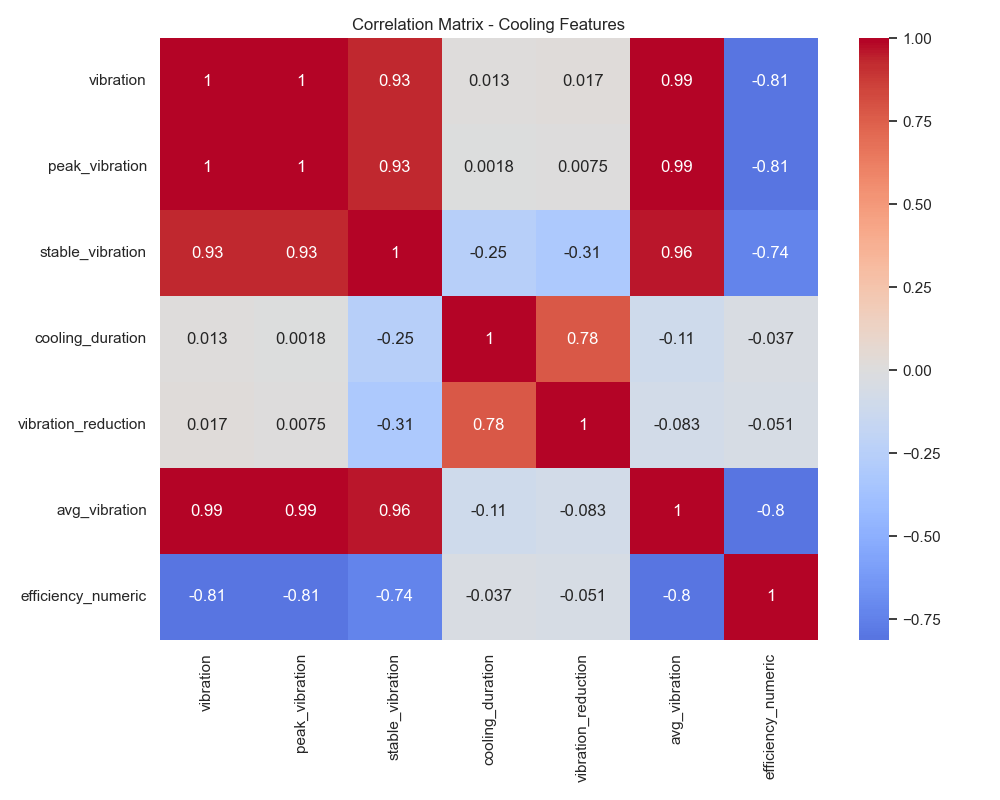 Correlation Matrix - Cooling Features
vibration 1 1 0.93 0.013 0.017 0.99 -0.81
peak_vibration 1 1 0.93 0.0018 0.0075 0.99 -0.81
stable_vibration 0.93 0.93 1 -0.25 -0.31 0.96 -0.74
cooling_duration 0.013 0.0018 -0.25 1 0.78 -0.11 -0.037
vibration_reduction 0.017 0.0075 -0.31 0.78 1 -0.083 -0.051
avg_vibration 0.99 0.99 0.96 -0.11 -0.083 1 -0.8
efficiency_numeric -0.81 -0.81 -0.74 -0.037 -0.051 -0.8 1
vibration
peak_vibration
stable_vibration
cooling_duration
vibration_reduction
avg_vibration
efficiency_numeric
1.00
0.75
0.50
0.25
0.00
−0.25
−0.50
−0.75